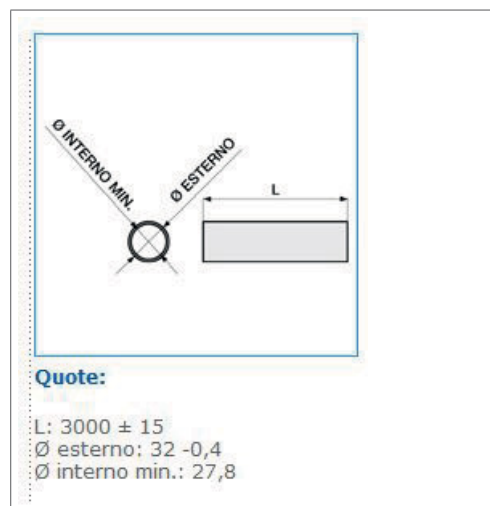 Ø INTERNO MIN.
Ø ESTERNO
L
Quote:
L: 3000 ± 15
Ø esterno: 32 -0,4
Ø interno min.: 27,8